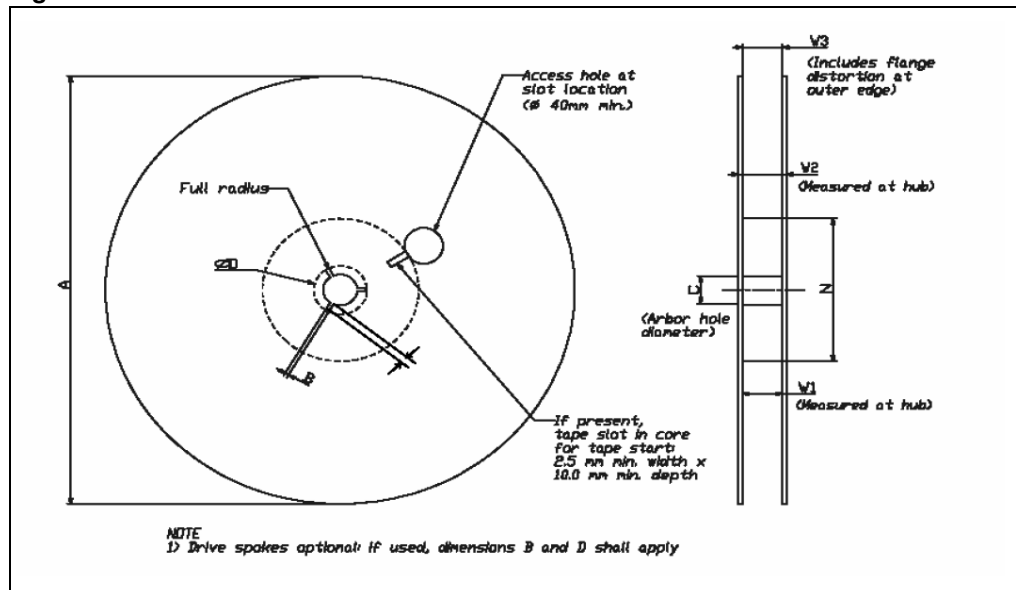 Access hole at
slot location
(ø 40mm min.)
Full radius
ØD
A
B
If present,
tape slot in core
for tape start:
2.5 mm min. width x
10.0 mm min. depth
W3
(Includes flange
distortion at
outer edge)
W2
(Measured at hub)
C
N
(Arbor hole
diameter)
W1
(Measured at hub)
NOTE
1) Drive spokes optional: if used, dimensions B and D shall apply